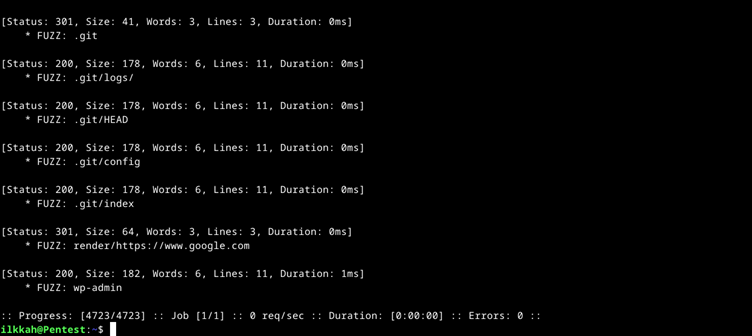 [Status: 301, Size: 41, Words: 3, Lines: 3, Duration: 0ms]
    * FUZZ: .git

[Status: 200, Size: 178, Words: 6, Lines: 11, Duration: 0ms]
    * FUZZ: .git/logs/

[Status: 200, Size: 178, Words: 6, Lines: 11, Duration: 0ms]
    * FUZZ: .git/HEAD

[Status: 200, Size: 178, Words: 6, Lines: 11, Duration: 0ms]
    * FUZZ: .git/config

[Status: 200, Size: 178, Words: 6, Lines: 11, Duration: 0ms]
    * FUZZ: .git/index

[Status: 301, Size: 64, Words: 3, Lines: 3, Duration: 0ms]
    * FUZZ: render/https://www.google.com

[Status: 200, Size: 182, Words: 6, Lines: 11, Duration: 1ms]
    * FUZZ: wp-admin

:: Progress: [4723/4723] :: Job [1/1] :: 0 req/sec :: Duration: [0:00:00] :: Errors: 0 ::
ilkkah@Pentest:~$